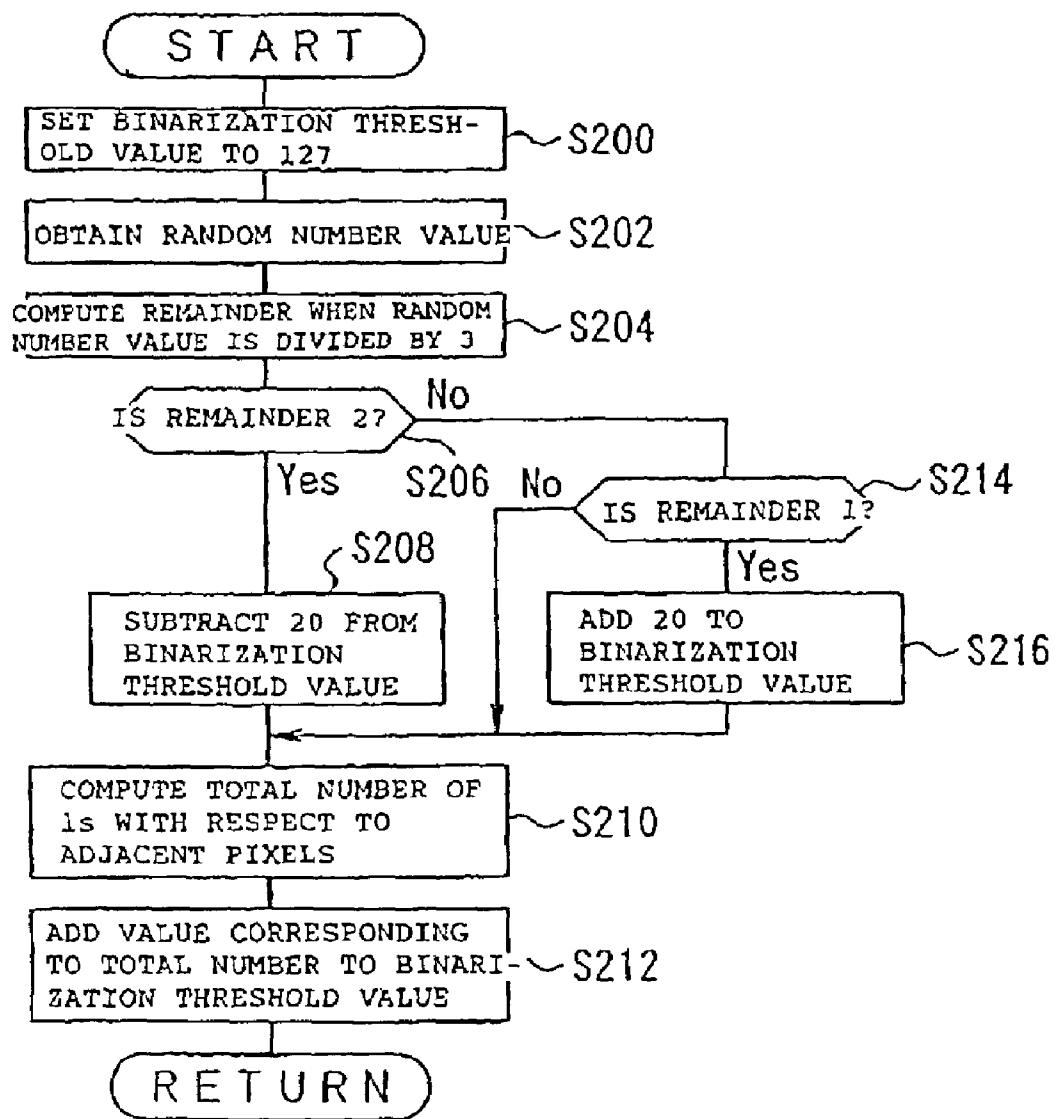 START
SET BINARIZATION THRESH-
OLD VALUE TO 127
S200
OBTAIN RANDOM NUMBER VALUE
S202
COMPUTE REMAINDER WHEN RANDOM
NUMBER VALUE IS DIVIDED BY 3
S204
IS REMAINDER 2?
No
S206
Yes
IS REMAINDER 1?
S214
No
Yes
S208
SUBTRACT 20 FROM
BINARIZATION
THRESHOLD VALUE
ADD 20 TO
BINARIZATION
THRESHOLD VALUE
S216
COMPUTE TOTAL NUMBER OF
1s WITH RESPECT TO
ADJACENT PIXELS
S210
ADD VALUE CORRESPONDING
TO TOTAL NUMBER TO BINARI-
ZATION THRESHOLD VALUE
S212
RETURN